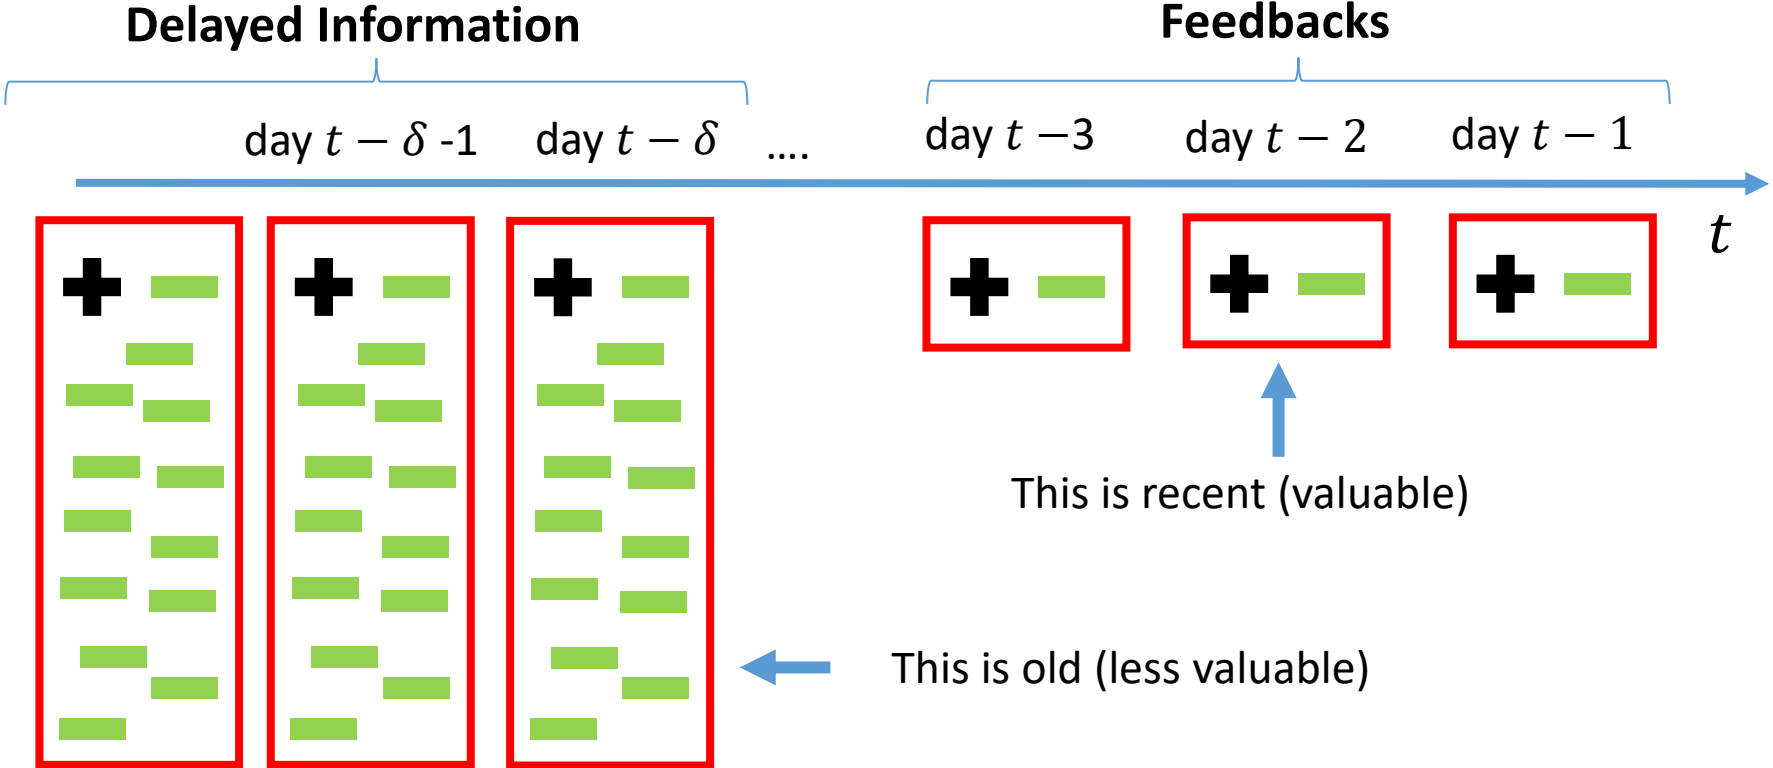 Delayed Information
Feedbacks
day t − δ -1
day t − δ
....
day t −3
day t − 2
day t − 1
t
This is recent (valuable)
This is old (less valuable)